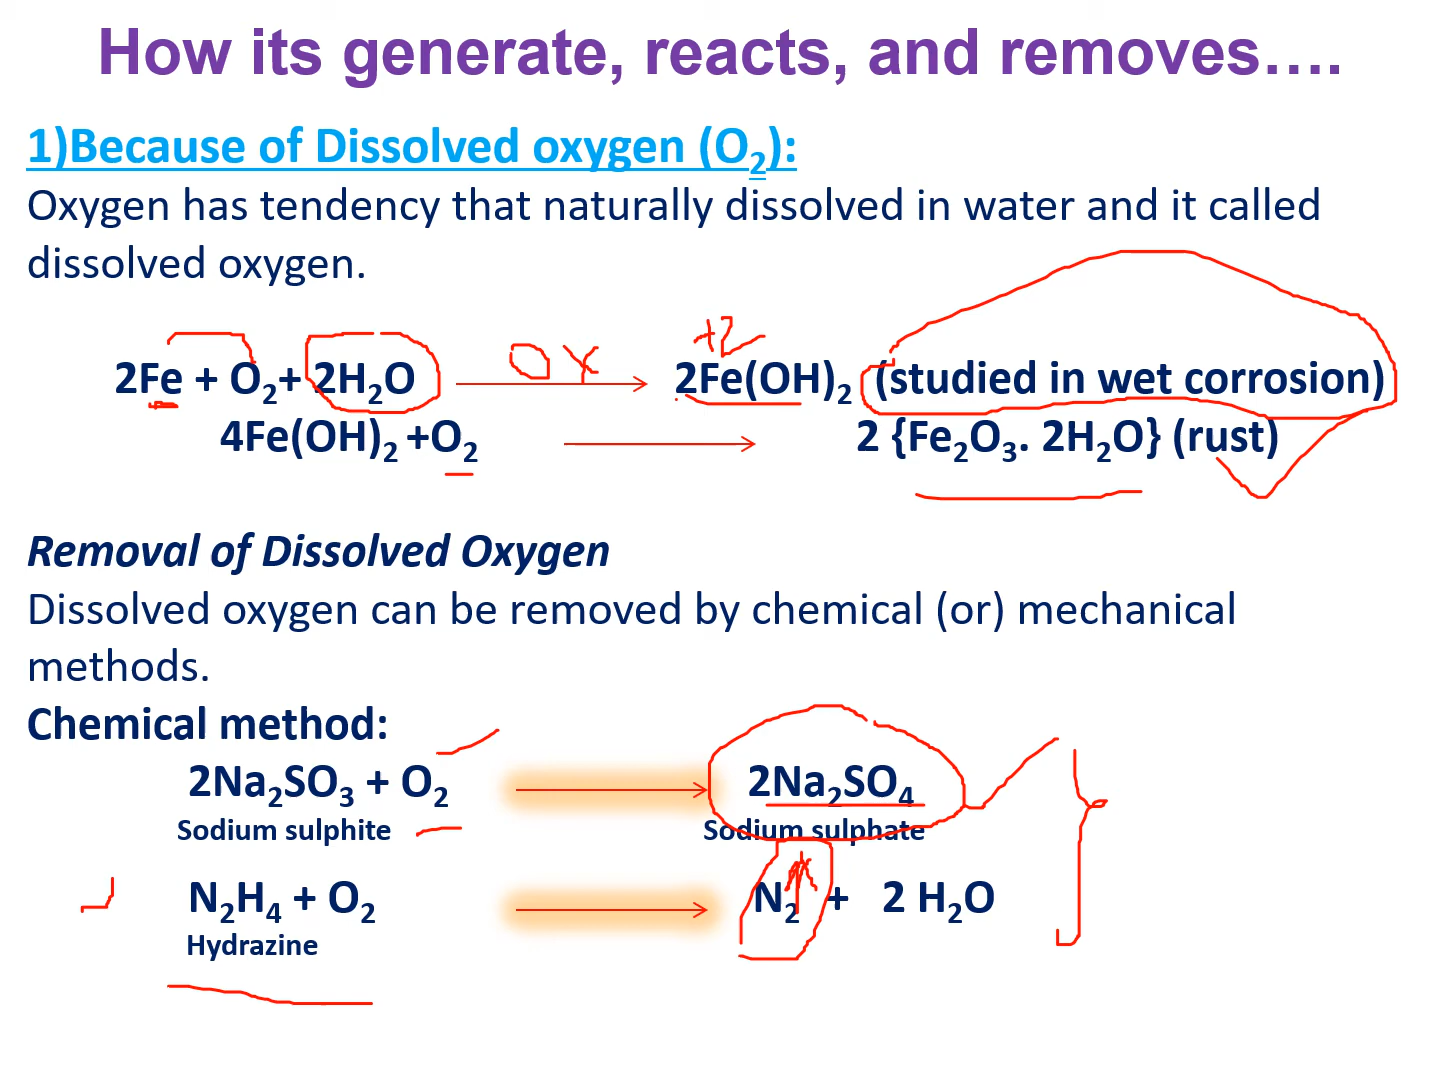 How its generate, reacts, and removes....
1)Because of Dissolved oxygen (O₂):
Oxygen has tendency that naturally dissolved in water and it called
dissolved oxygen.
OX +2
2Fe + O₂+ 2H₂O → 2Fe(OH)₂ (studied in wet corrosion)
4Fe(OH)₂ +O₂ → 2 {Fe₂O₃. 2H₂O} (rust)
Removal of Dissolved Oxygen
Dissolved oxygen can be removed by chemical (or) mechanical
methods.
Chemical method:
2Na₂SO₃ + O₂ → 2Na₂SO₄
Sodium sulphite Sodium sulphate
N₂H₄ + O₂ → N₂ + 2 H₂O
Hydrazine